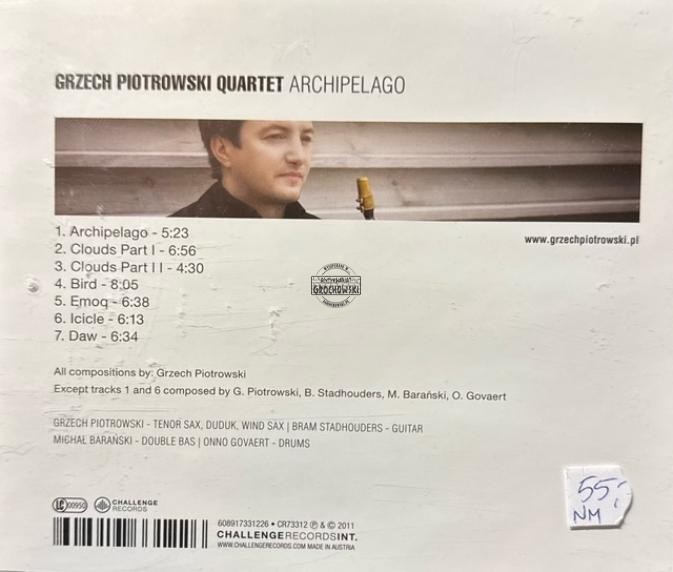 GRZECH PIOTROWSKI QUARTET ARCHIPELAGO
www.grzechpiotrowski.pl
1. Archipelago - 5:23
2. Clouds Part I - 6:56
3. Clouds Part I I - 4:30
4. Bird - 8:05
5. Emoq - 6:38
6. Icicle - 6:13
7. Daw - 6:34
GROCHOWSKI
All compositions by: Grzech Piotrowski
Except tracks 1 and 6 composed by G. Piotrowski, B. Stadhouders, M. Barański, O. Govaert
GRZECH PIOTROWSKI - TENOR SAX, DUDUK, WIND SAX | BRAM STADHOUDERS - GUITAR
MICHAŁ BARAŃSKI - DOUBLE BAS | ONNO GOVAERT - DRUMS
55,-
NM
LC 00950
CHALLENGE
RECORDS
608917331226 • CR73312 ℗ & © 2011
CHALLENGERECORDSINT.
WWW.CHALLENGERECORDS.COM MADE IN AUSTRIA